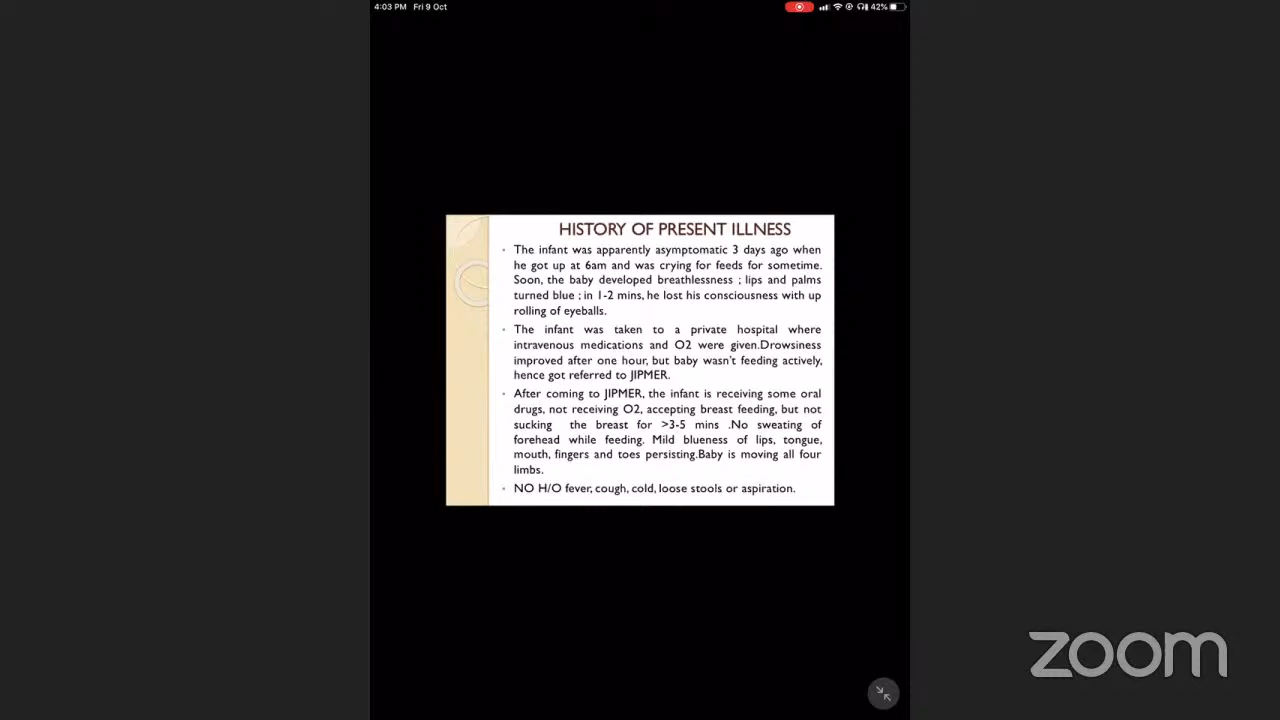 4:03 PM Fri 9 Oct
42%
HISTORY OF PRESENT ILLNESS
• The infant was apparently asymptomatic 3 days ago when
he got up at 6am and was crying for feeds for sometime.
Soon, the baby developed breathlessness ; lips and palms
turned blue ; in 1-2 mins, he lost his consciousness with up
rolling of eyeballs.
• The infant was taken to a private hospital where
intravenous medications and O2 were given.Drowsiness
improved after one hour, but baby wasn't feeding actively,
hence got referred to JIPMER.
• After coming to JIPMER, the infant is receiving some oral
drugs, not receiving O2, accepting breast feeding, but not
sucking the breast for >3-5 mins .No sweating of
forehead while feeding. Mild blueness of lips, tongue,
mouth, fingers and toes persisting.Baby is moving all four
limbs.
• NO H/O fever, cough, cold, loose stools or aspiration.
zoom